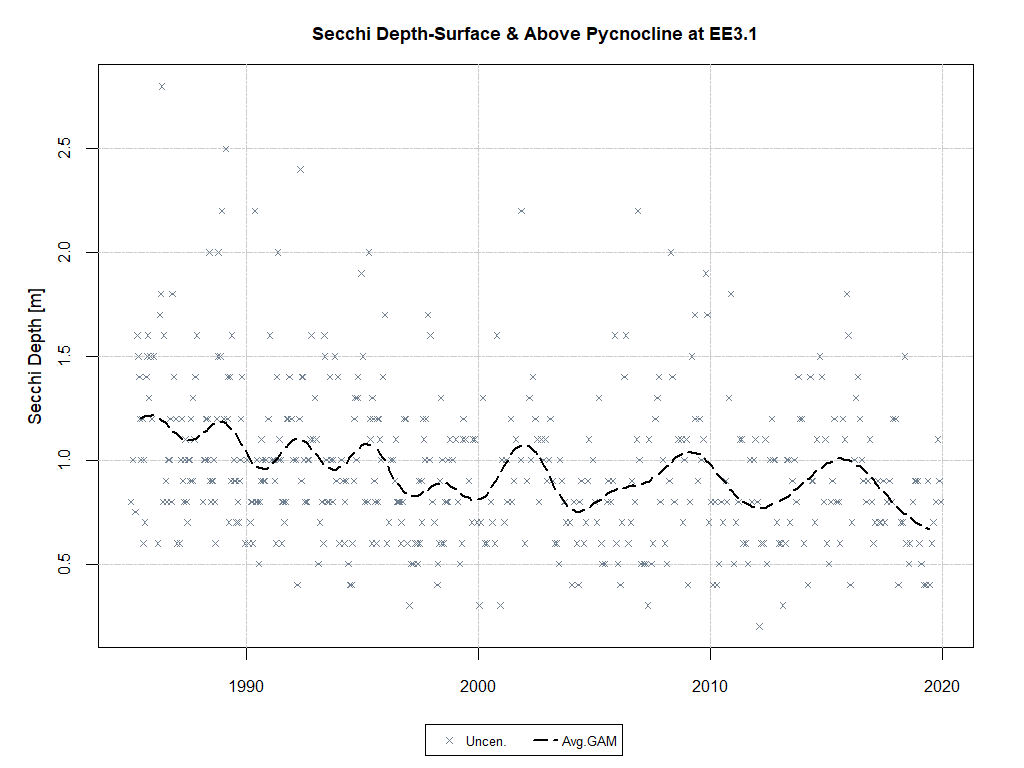 Secchi Depth-Surface & Above Pycnocline at EE3.1
Secchi Depth [m]
2.5
2.0
1.5
1.0
0.5
1990 2000 2010 2020
Uncen. Avg.GAM